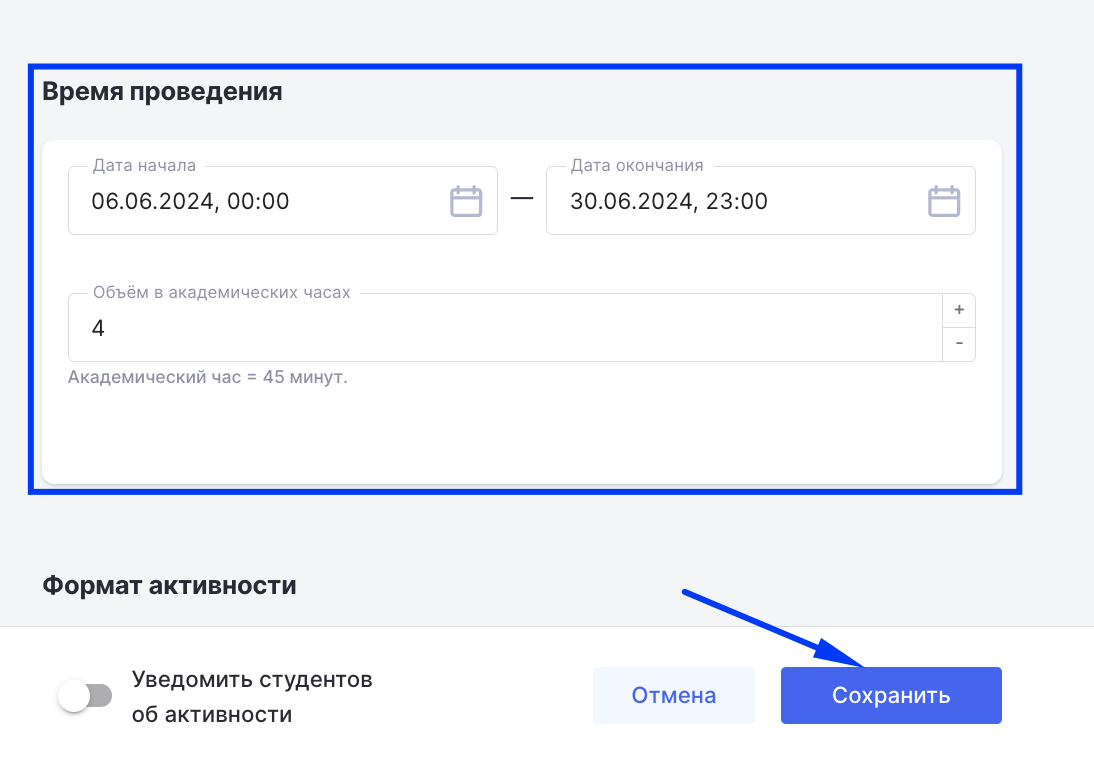 Время проведения
Дата начала
Дата окончания
06.06.2024, 00:00 — 30.06.2024, 23:00
Объём в академических часах
4
+
-
Академический час = 45 минут.
Формат активности
Уведомить студентов
об активности
Отмена
Сохранить